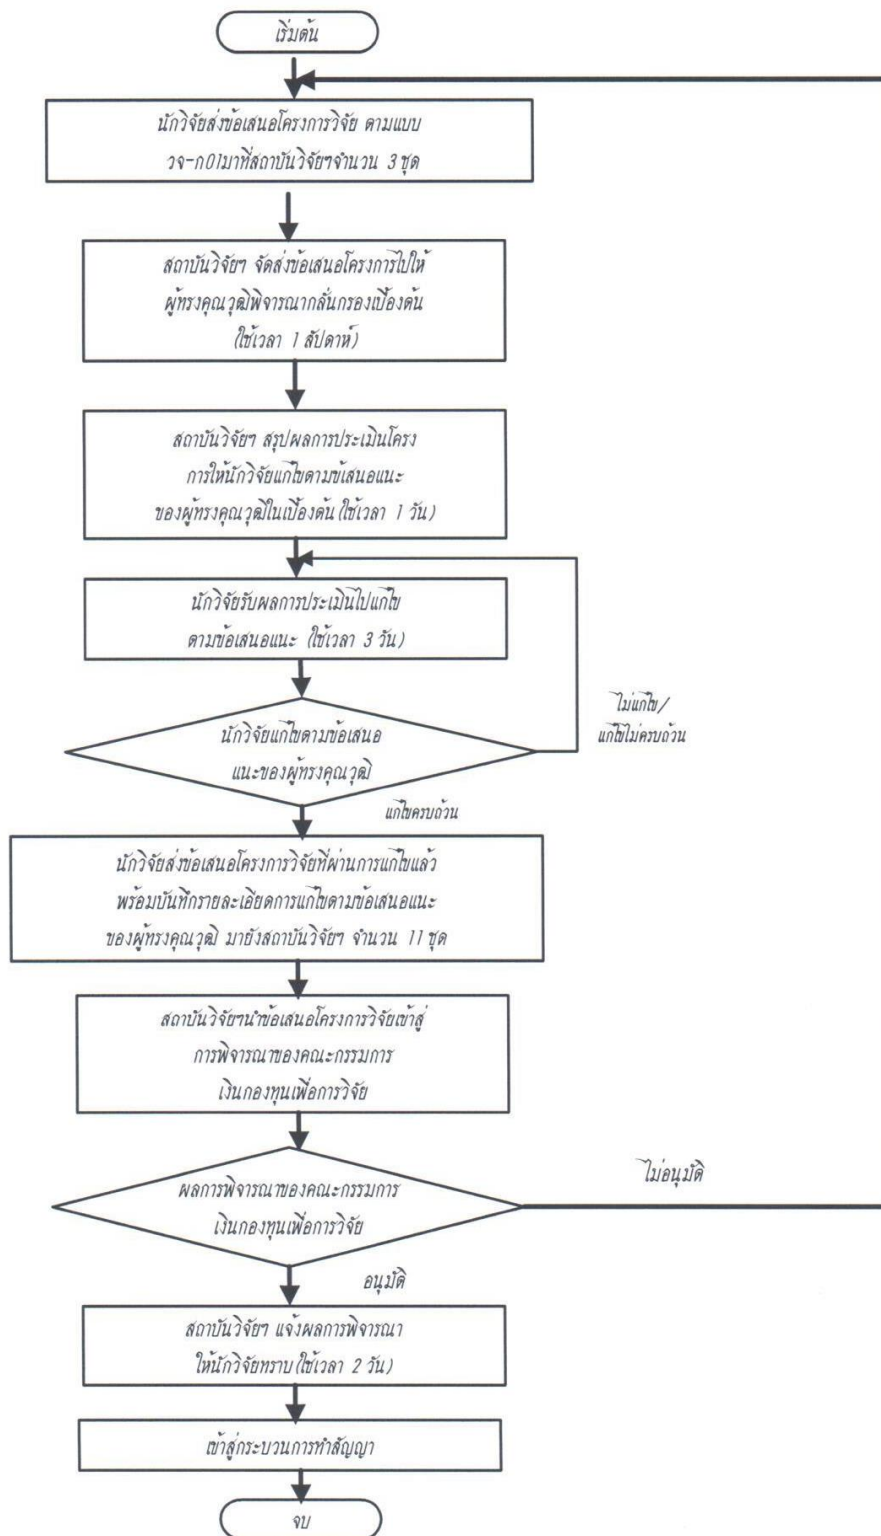 เริ่มต้น
นักวิจัยส่งข้อเสนอโครงการวิจัย ตามแบบ
วจ-ก01มาที่สถาบันวิจัยฯจำนวน 3 ชุด
สถาบันวิจัยฯ จัดส่งข้อเสนอโครงการไปให้
ผู้ทรงคุณวุฒิพิจารณากลั่นกรองเบื้องต้น
(ใช้เวลา 1 สัปดาห์)
สถาบันวิจัยฯ สรุปผลการประเมินโครง
การให้นักวิจัยแก้ไขตามข้เสนอแนะ
ของผู้ทรงคุณวุฒิในเบื้องต้น(ใช้เวลา 1 วัน)
นักวิจัยรับผลการประเมินไปแก้ไข
ตามข้อเสนอแนะ (ใช้เวลา 3 วัน)
ไม่แก้ไข/
แก้ไขไม่ครบถ้วน
นักวิจัยแก้ไขตามข้อเสนอ
แนะของผู้ทรงคุณวุฒิ
แก้ไขครบถ้วน
นักวิจัยส่งข้อเสนอโครงการวิจัยที่ผ่านการแก้ไขแล้ว
พร้อมบันทึกรายละเอียดการแก้ไขตามข้อเสนอแนะ
ของผู้ทรงคุณวุฒิ มายังสถาบันวิจัยฯ จำนวน 11 ชุด
สถาบันวิจัยฯนำข้อเสนอโครงการวิจัยเข้าสู่
การพิจารณาของคณะกรรมการ
เงินกองทุนเพื่อการวิจัย
ไม่อนุมัติ
ผลการพิจารณาของคณะกรรมการ
เงินกองทุนเพื่อการวิจัย
อนุมัติ
สถาบันวิจัยฯ แจ้งผลการพิจารณา
ให้นักวิจัยทราบ(ใช้เวลา 2 วัน)
เข้าสู่กระบวนการทำสัญญา
จบ